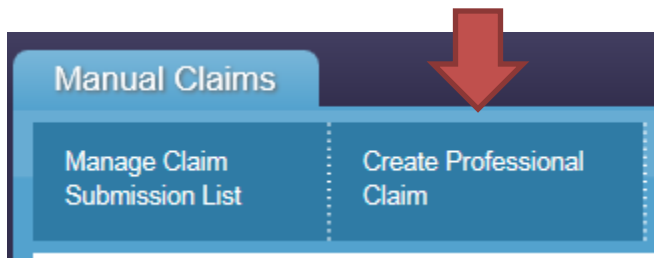 Manual Claims
Manage Claim
Submission List
Create Professional
Claim